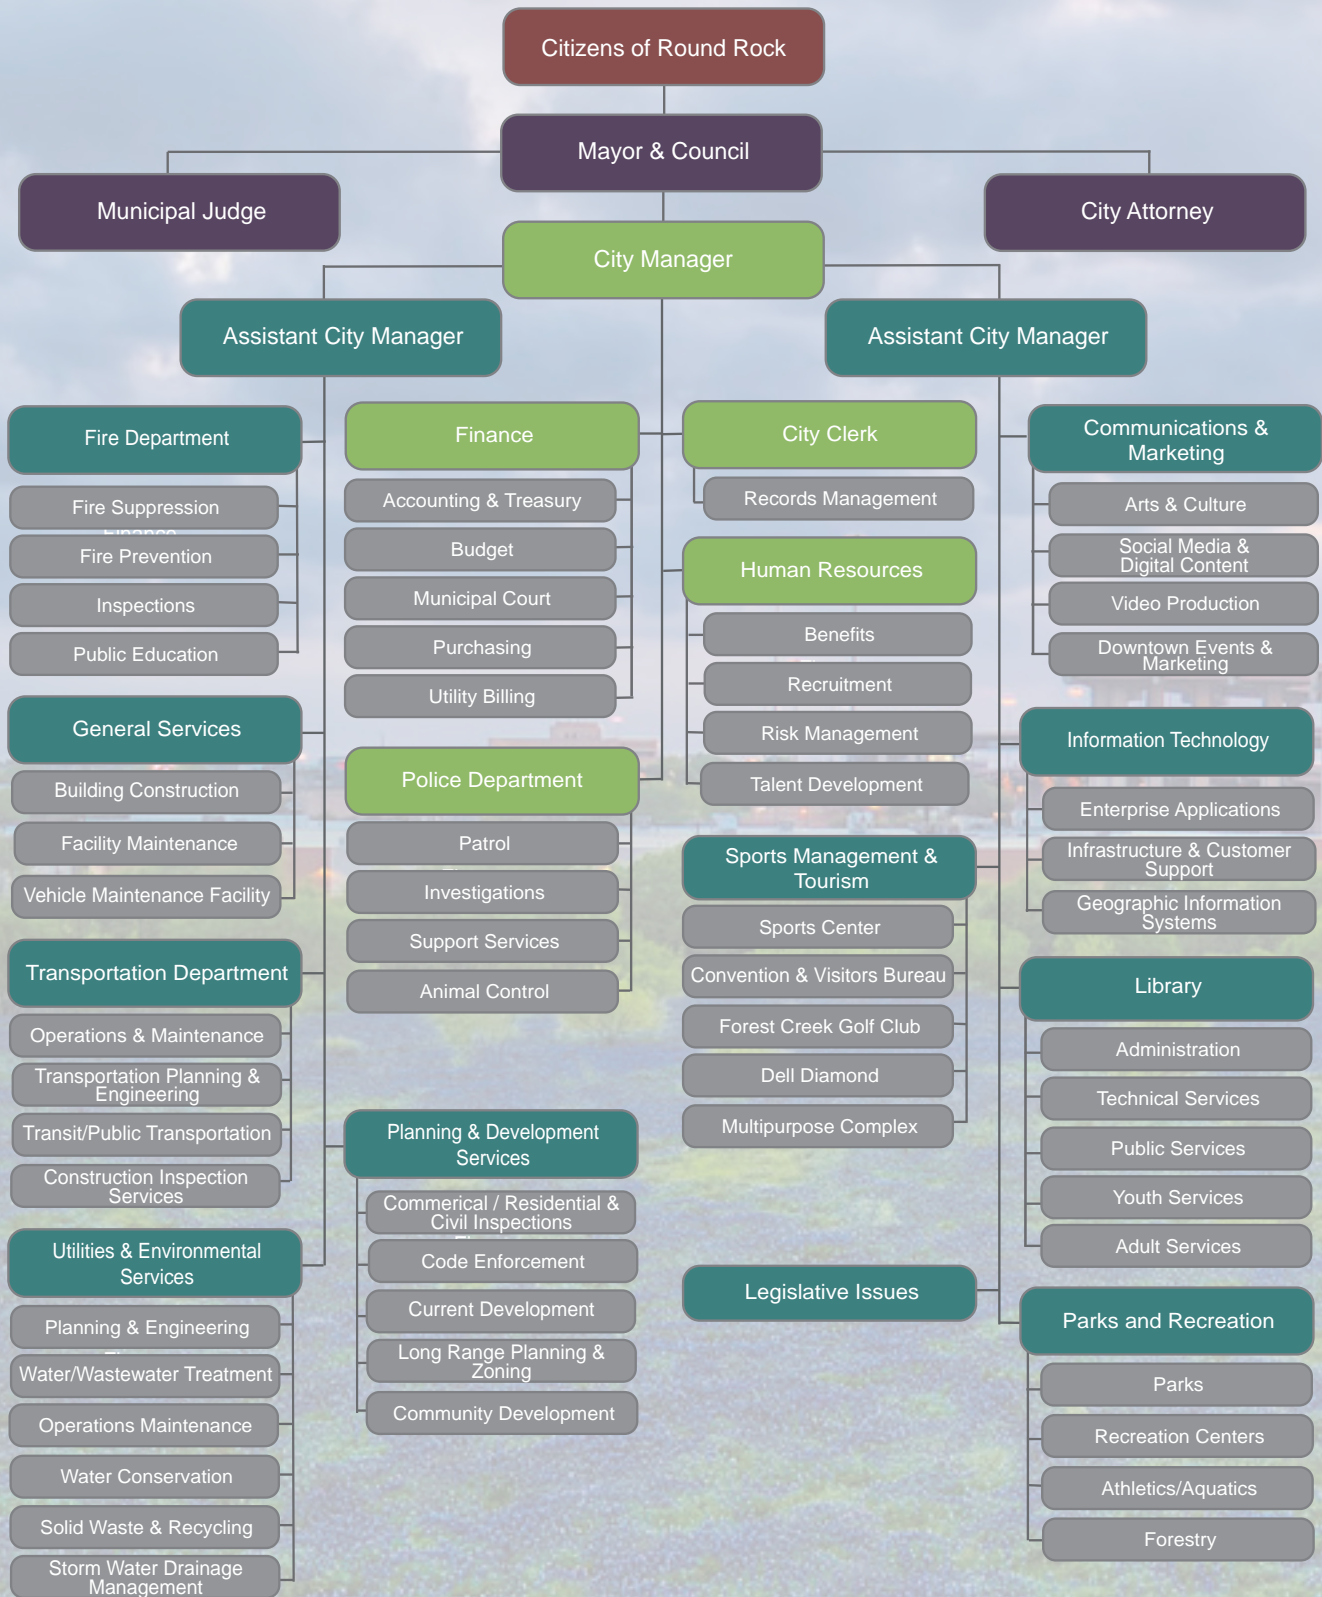 Citizens of Round Rock
Mayor & Council
Municipal Judge
City Attorney
City Manager
Assistant City Manager
Assistant City Manager
Fire Department
Fire Suppression
Fire Prevention
Inspections
Public Education
General Services
Building Construction
Facility Maintenance
Vehicle Maintenance Facility
Transportation Department
Operations & Maintenance
Transportation Planning &
Engineering
Transit/Public Transportation
Construction Inspection
Services
Utilities & Environmental
Services
Planning & Engineering
Water/Wastewater Treatment
Operations Maintenance
Water Conservation
Solid Waste & Recycling
Storm Water Drainage
Management
Finance
Accounting & Treasury
Budget
Municipal Court
Purchasing
Utility Billing
Police Department
Patrol
Investigations
Support Services
Animal Control
Planning & Development
Services
Commerical / Residential &
Civil Inspections
Code Enforcement
Current Development
Long Range Planning &
Zoning
Community Development
City Clerk
Records Management
Human Resources
Benefits
Recruitment
Risk Management
Talent Development
Sports Management &
Tourism
Sports Center
Convention & Visitors Bureau
Forest Creek Golf Club
Dell Diamond
Multipurpose Complex
Legislative Issues
Communications &
Marketing
Arts & Culture
Social Media &
Digital Content
Video Production
Downtown Events &
Marketing
Information Technology
Enterprise Applications
Infrastructure & Customer
Support
Geographic Information
Systems
Library
Administration
Technical Services
Public Services
Youth Services
Adult Services
Parks and Recreation
Parks
Recreation Centers
Athletics/Aquatics
Forestry